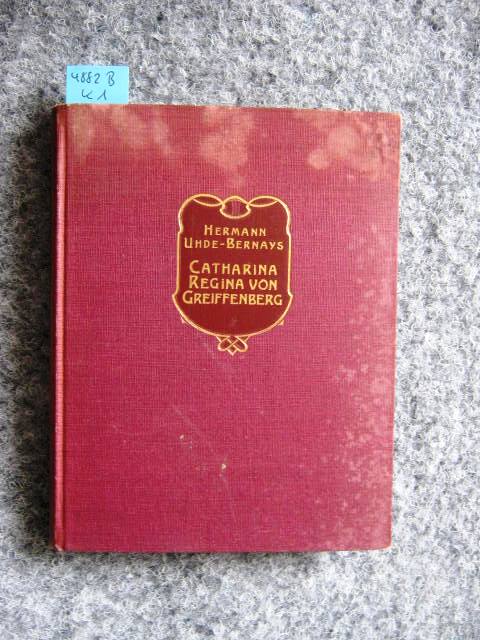 4882 B
K 1
HERMANN
UHDE-BERNAYS
CATHARINA
REGINA VON
GREIFFENBERG